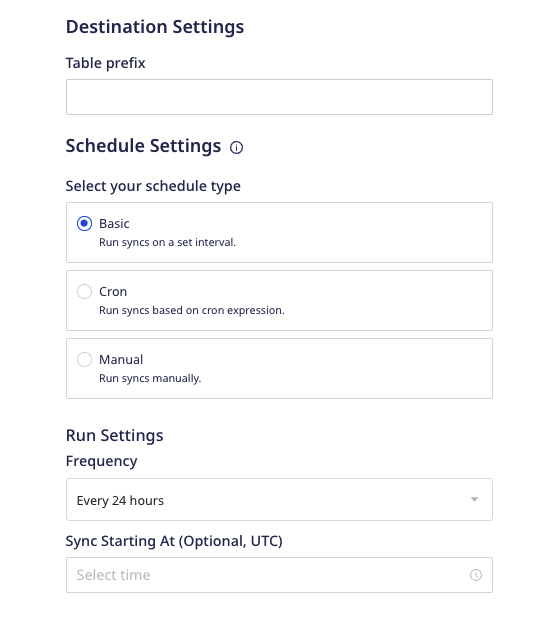 Destination Settings
Table prefix
Schedule Settings
Select your schedule type
Basic
Run syncs on a set interval.
Cron
Run syncs based on cron expression.
Manual
Run syncs manually.
Run Settings
Frequency
Every 24 hours
Sync Starting At (Optional, UTC)
Select time